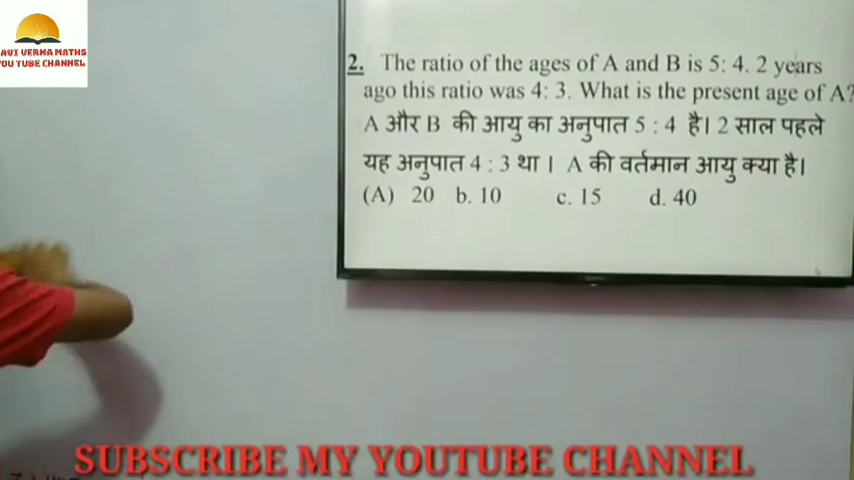 AVI VERMA MATHS
YOU TUBE CHANNEL
2. The ratio of the ages of A and B is 5: 4. 2 years
ago this ratio was 4: 3. What is the present age of A?
A और B की आयु का अनुपात 5 : 4 है। 2 साल पहले
यह अनुपात 4 : 3 था । A की वर्तमान आयु क्या है।
(A) 20 b. 10 c. 15 d. 40
SUBSCRIBE MY YOUTUBE CHANNEL